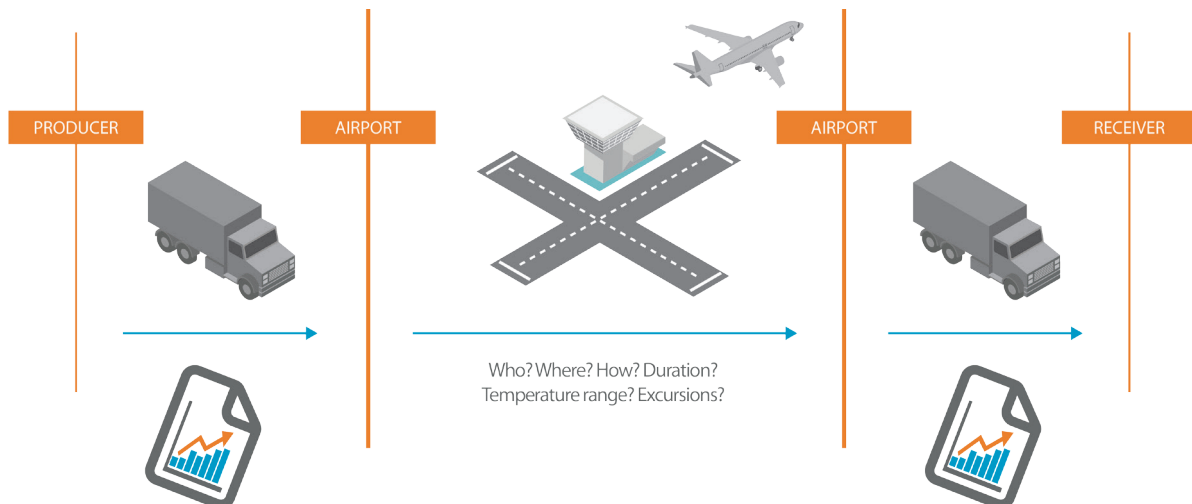 PRODUCER
AIRPORT
AIRPORT
RECEIVER
Who? Where? How? Duration?
Temperature range? Excursions?